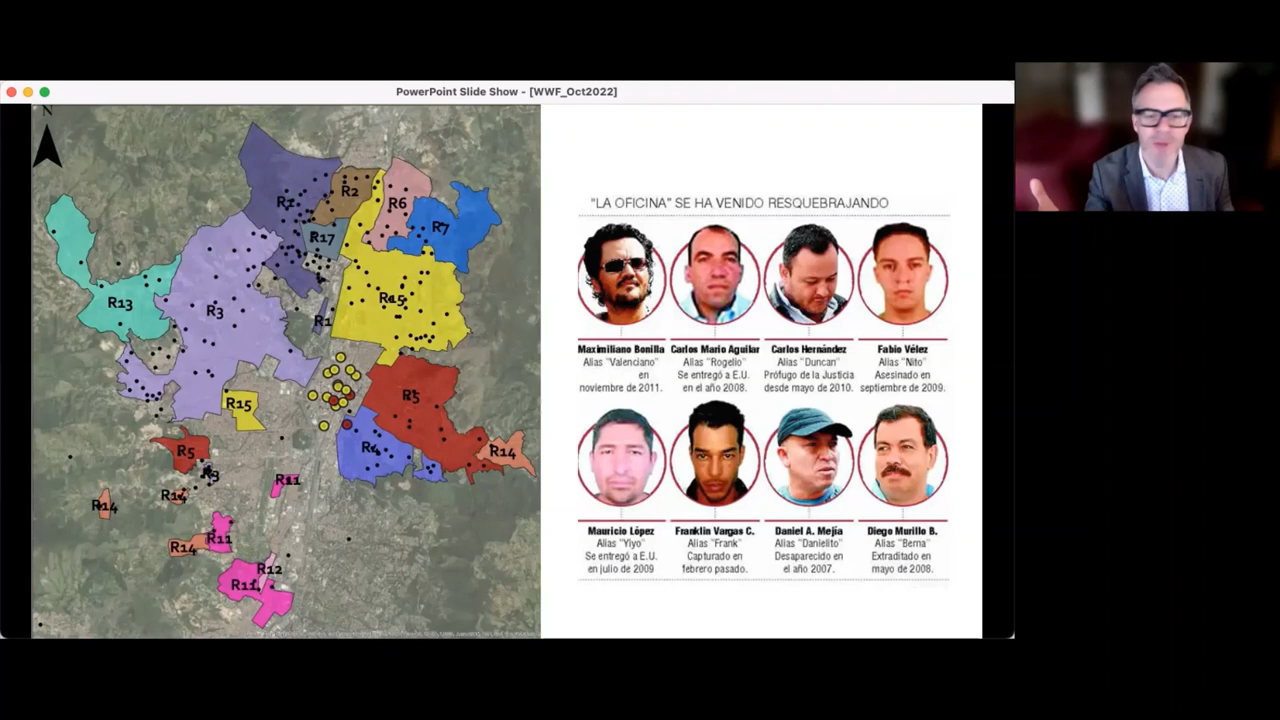 PowerPoint Slide Show - [WWF_Oct2022]
N
R1
R2
R6
R7
R17
R13
R3
R15
R1
R15
R5
R4
R14
R5
R3
R11
R14
R14
R11
R14
R12
R11
"LA OFICINA" SE HA VENIDO RESQUEBRAJANDO
Maximiliano Bonilla
Alias "Valenciano"
en
noviembre de 2011.
Carlos Mario Aguilar
Alias "Rogelio"
Se entregó a E.U.
en el año 2008.
Carlos Hernández
Alias "Duncan"
Prófugo de la Justicia
desde mayo de 2010.
Fabio Vélez
Alias "Nito"
Asesinado en
septiembre de 2009.
Mauricio López
Alias "Yiyo"
Se entregó a E.U.
en julio de 2009
Franklin Vargas C.
Alias "Frank"
Capturado en
febrero pasado.
Daniel A. Mejía
Alias "Danielito"
Desaparecido en
el año 2007.
Diego Murillo B.
Alias "Berna"
Extraditado en
mayo de 2008.